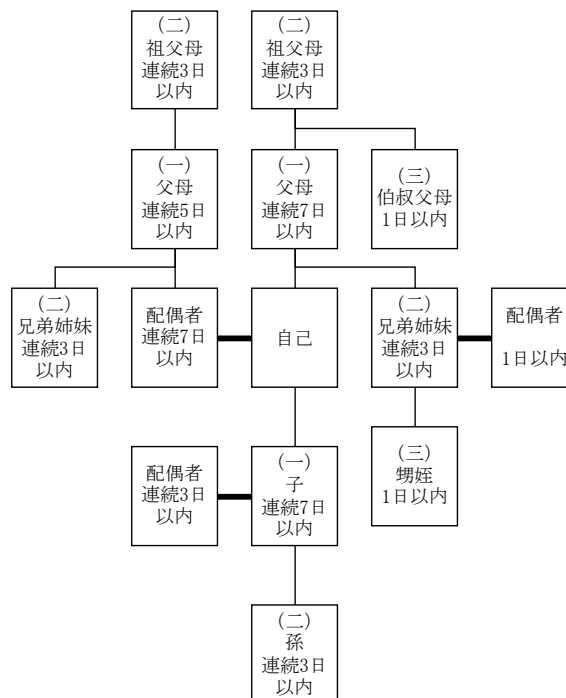 (二)
祖父母
連続3日
以内
(二)
祖父母
連続3日
以内
(一)
父母
連続5日
以内
(一)
父母
連続7日
以内
(三)
伯叔父母
1日以内
(二)
兄弟姉妹
連続3日
以内
配偶者
連続7日
以内
自己
(二)
兄弟姉妹
連続3日
以内
配偶者
1日以内
配偶者
連続3日
以内
(一)
子
連続7日
以内
(三)
甥姪
1日以内
(二)
孫
連続3日
以内